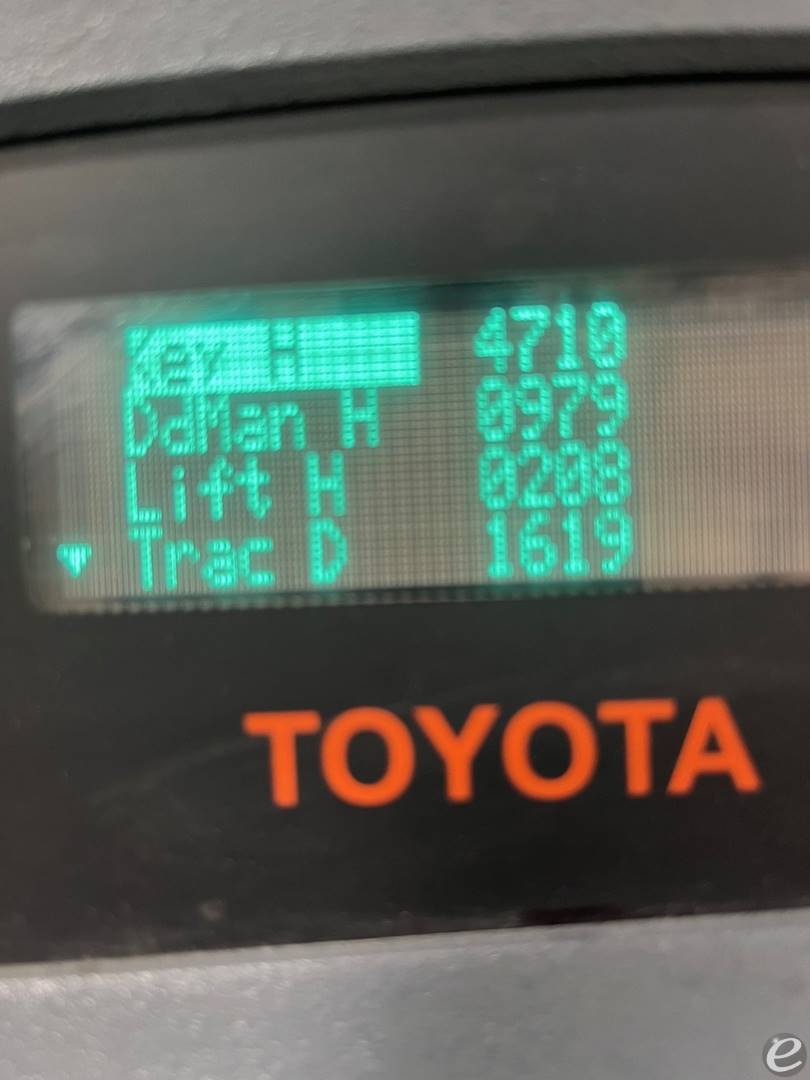 Key H 4710
DdMan H 0979
Lift H 0208
Trac D 1619
TOYOTA
e